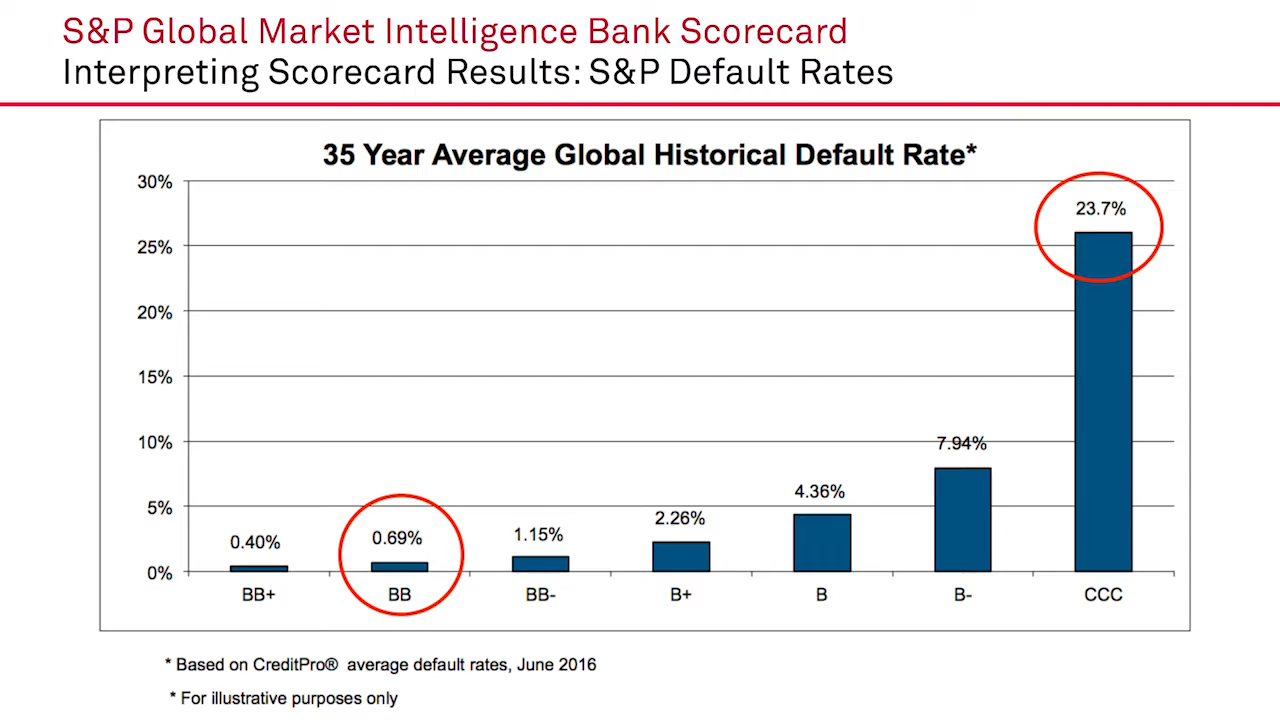 S&P Global Market Intelligence Bank Scorecard
Interpreting Scorecard Results: S&P Default Rates
35 Year Average Global Historical Default Rate*
30%
25%
20%
15%
10%
5%
0%
0.40%
0.69%
1.15%
2.26%
4.36%
7.94%
23.7%
BB+
BB
BB-
B+
B
B-
CCC
* Based on CreditPro® average default rates, June 2016
* For illustrative purposes only